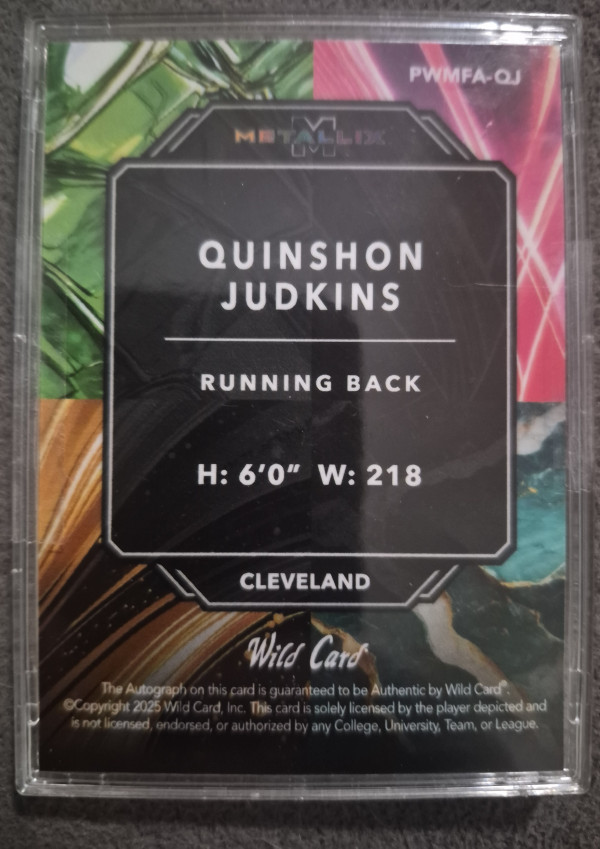 PWMFA-QJ
METALLIX
M
QUINSHON
JUDKINS
RUNNING BACK
H: 6'0" W: 218
CLEVELAND
Wild Card
The Autograph on this card is guaranteed to be Authentic by Wild Card®.
©Copyright 2025 Wild Card, Inc. This card is solely licensed by the player depicted and
is not licensed, endorsed, or authorized by any College, University, Team, or League.